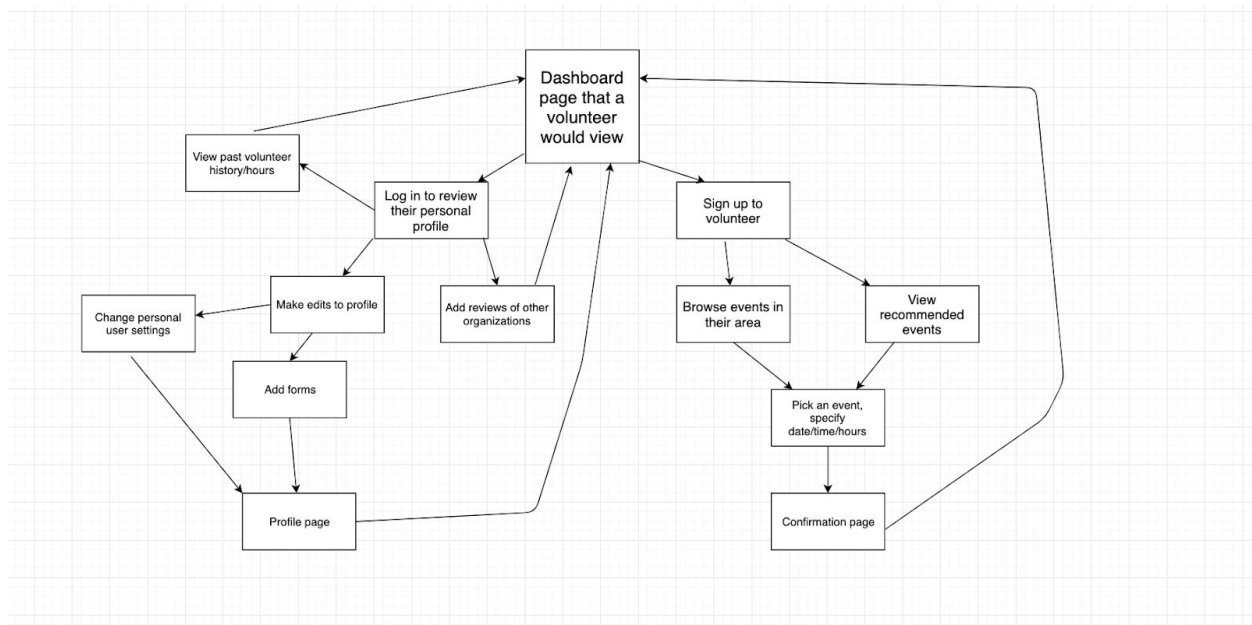 Dashboard
page that a
volunteer
would view
View past volunteer
history/hours
Log in to review
their personal
profile
Sign up to
volunteer
Make edits to profile
Add reviews of other
organizations
Browse events in
their area
View
recommended
events
Change personal
user settings
Add forms
Pick an event,
specify
date/time/hours
Profile page
Confirmation page